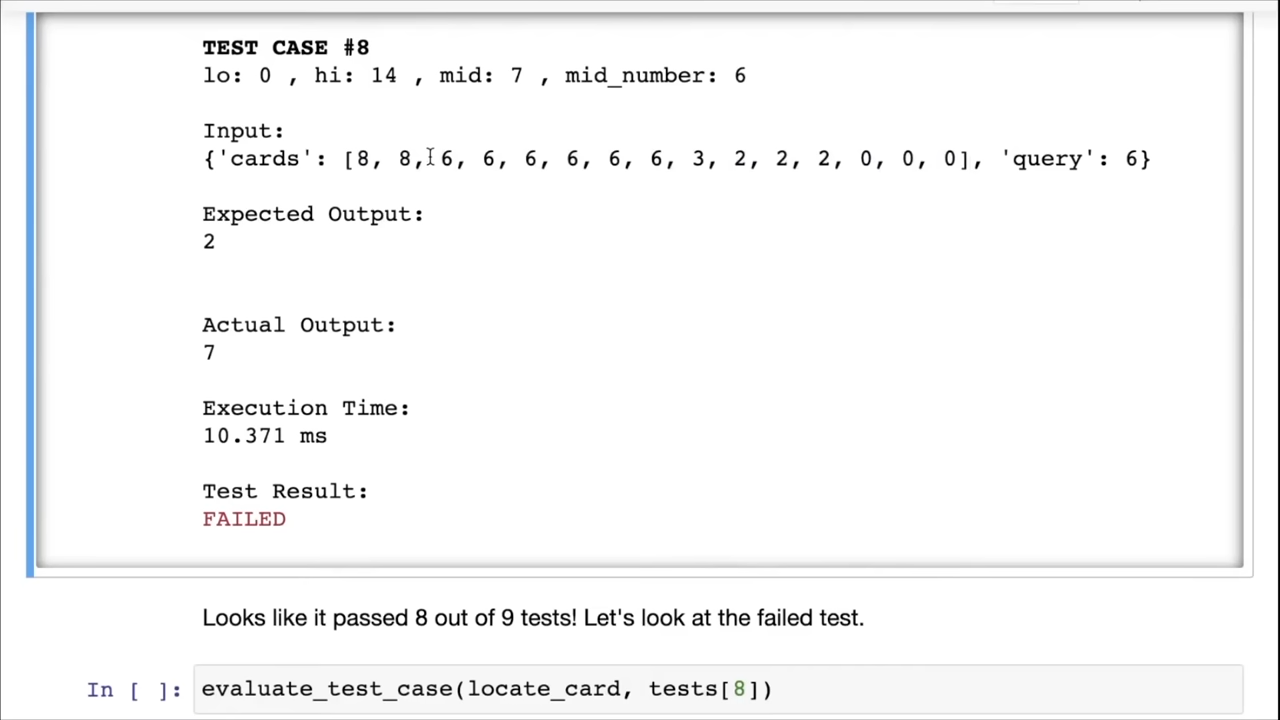 TEST CASE #8
lo: 0 , hi: 14 , mid: 7 , mid_number: 6
Input:
{'cards': [8, 8, 6, 6, 6, 6, 6, 6, 3, 2, 2, 2, 0, 0, 0], 'query': 6}
Expected Output:
2
Actual Output:
7
Execution Time:
10.371 ms
Test Result:
FAILED
Looks like it passed 8 out of 9 tests! Let's look at the failed test.
In [ ]: evaluate_test_case(locate_card, tests[8])